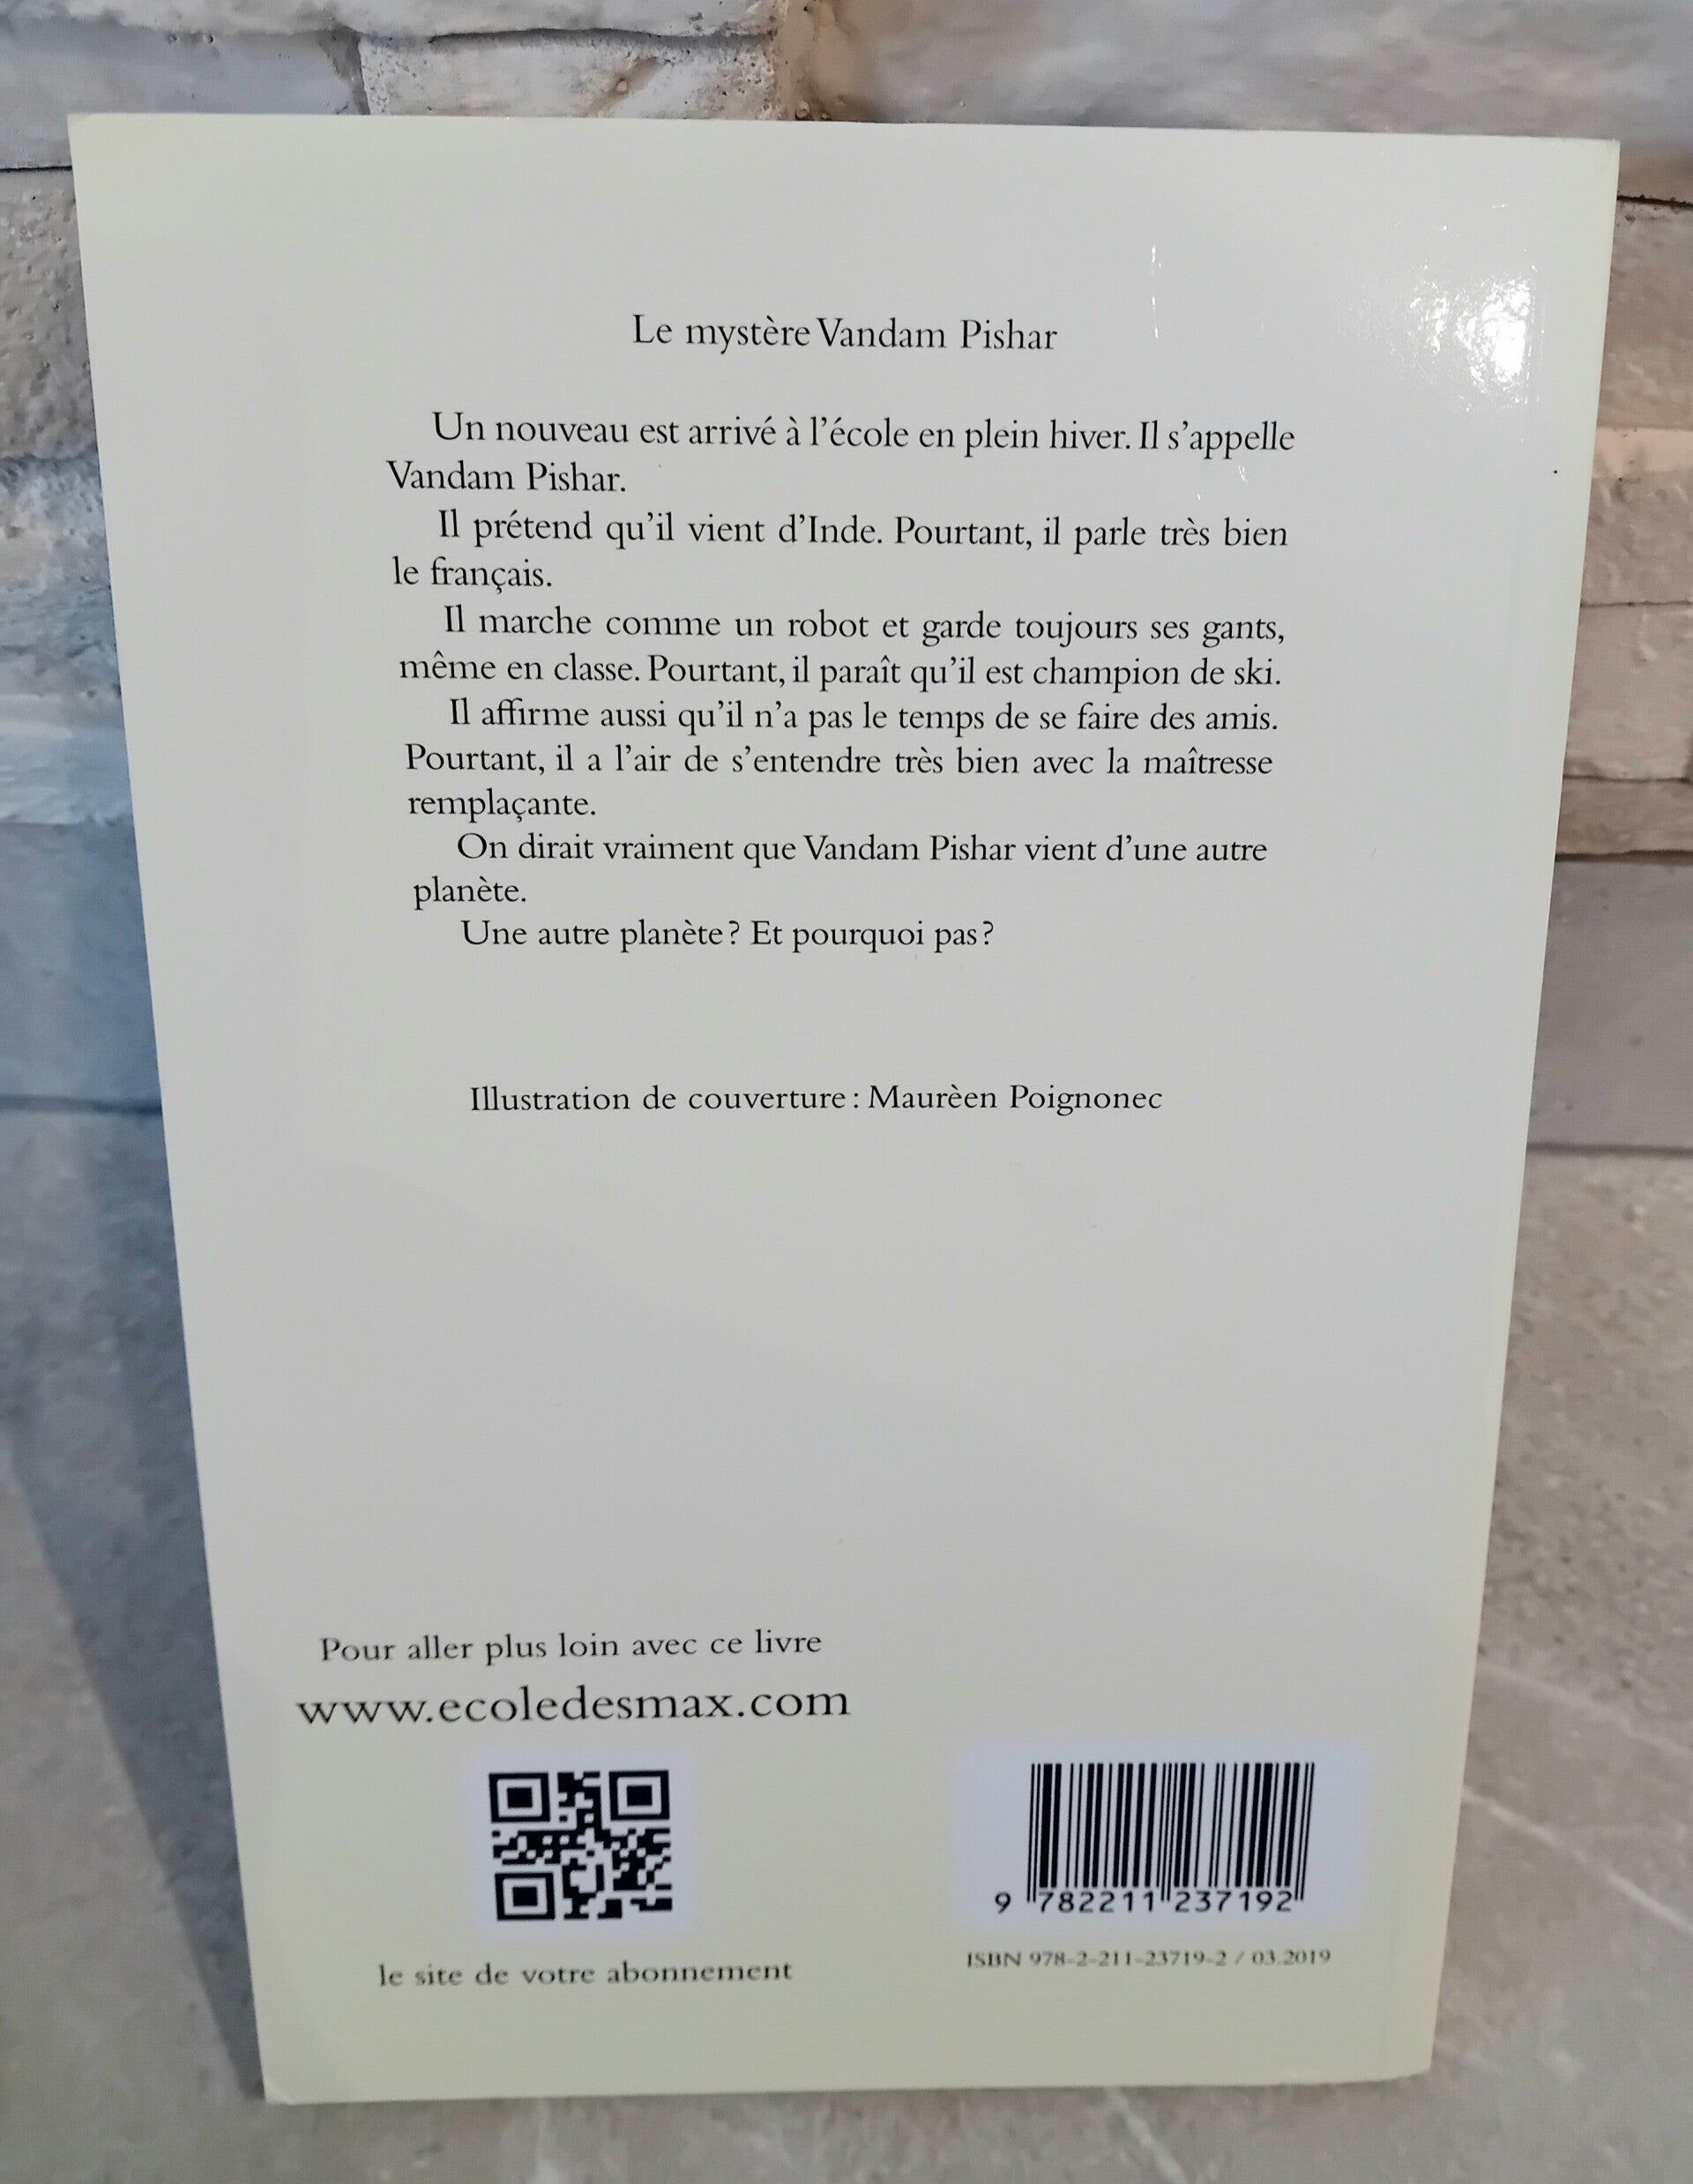 Le mystère Vandam Pishar
Un nouveau est arrivé à l'école en plein hiver. Il s'appelle
Vandam Pishar.
Il prétend qu'il vient d'Inde. Pourtant, il parle très bien
le français.
Il marche comme un robot et garde toujours ses gants,
même en classe. Pourtant, il paraît qu'il est champion de ski.
Il affirme aussi qu'il n'a pas le temps de se faire des amis.
Pourtant, il a l'air de s'entendre très bien avec la maîtresse
remplaçante.
On dirait vraiment que Vandam Pishar vient d'une autre
planète.
Une autre planète ? Et pourquoi pas ?
Illustration de couverture : Maurèen Poignonec
Pour aller plus loin avec ce livre
www.ecoledesmax.com
le site de votre abonnement
9 782211 237192
ISBN 978-2-211-23719-2 / 03.2019